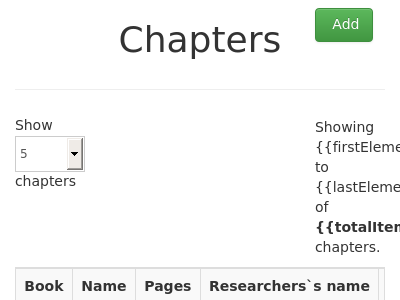 Chapters
Add
Show
5
chapters
Showing
{{firstEleme
to
{{lastEleme
of
{{totalIten
chapters.
Book Name Pages Researchers`s name